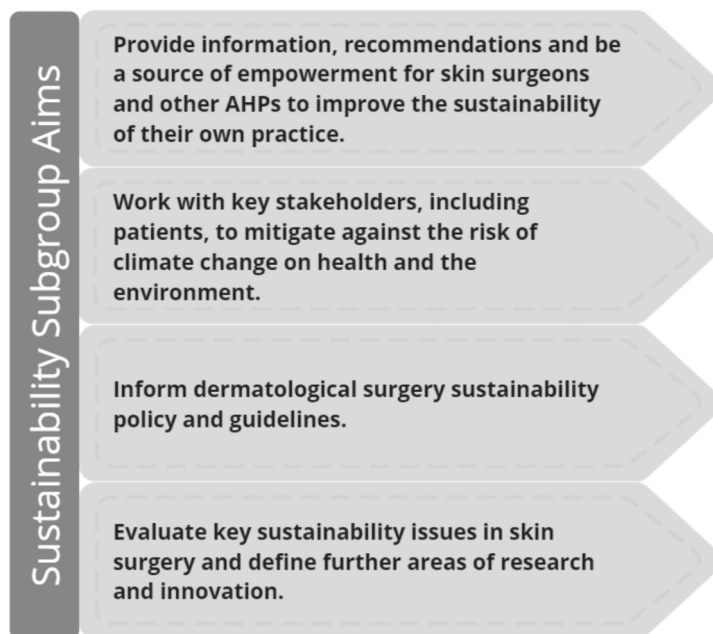 Sustainability Subgroup Aims
Provide information, recommendations and be
a source of empowerment for skin surgeons
and other AHPs to improve the sustainability
of their own practice.
Work with key stakeholders, including
patients, to mitigate against the risk of
climate change on health and the
environment.
Inform dermatological surgery sustainability
policy and guidelines.
Evaluate key sustainability issues in skin
surgery and define further areas of research
and innovation.